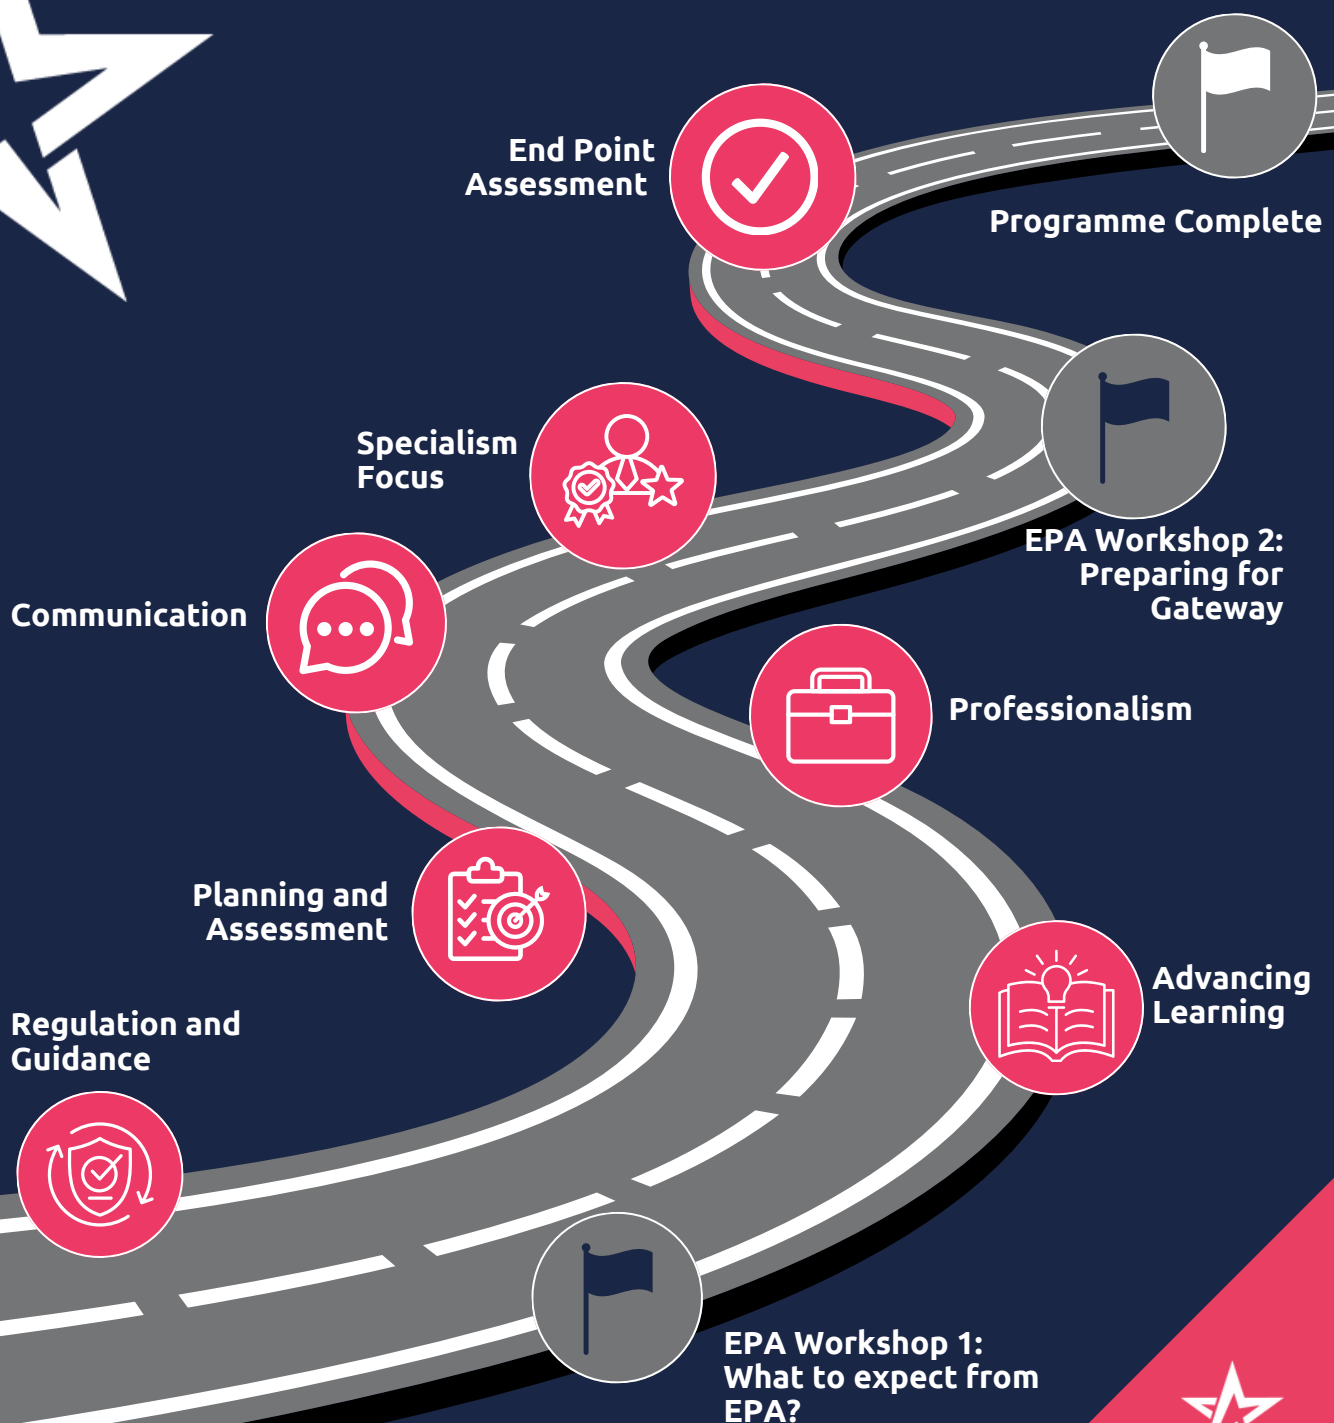 End Point
Assessment
Programme Complete
Specialism
Focus
EPA Workshop 2:
Preparing for
Gateway
Communication
Professionalism
Planning and
Assessment
Advancing
Learning
Regulation and
Guidance
EPA Workshop 1:
What to expect from
EPA?